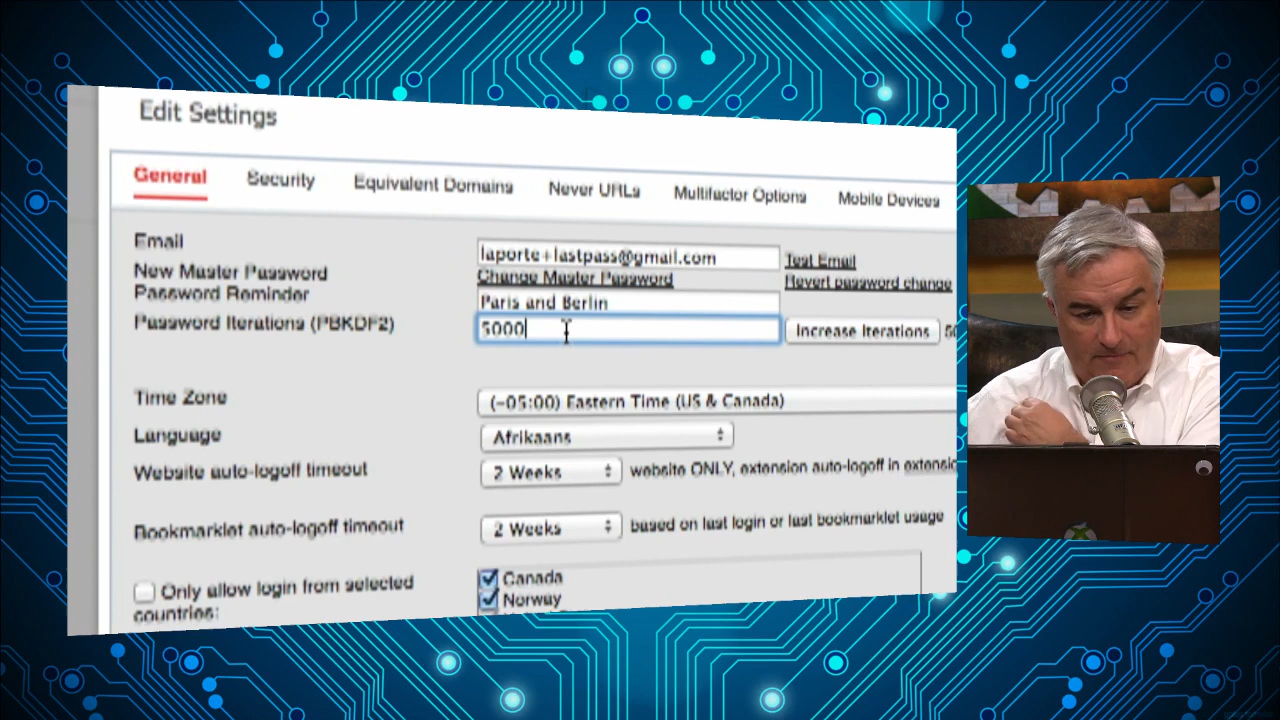 Edit Settings
General Security Equivalent Domains Never URLs Multifactor Options Mobile Devices
Email laporte+lastpass@gmail.com Test Email
New Master Password Change Master Password Revert password change
Password Reminder Paris and Berlin
Password Iterations (PBKDF2) 5000 Increase Iterations
Time Zone (-05:00) Eastern Time (US & Canada)
Language Afrikaans
Website auto-logoff timeout 2 Weeks website ONLY, extension auto-logoff in
Bookmarklet auto-logoff timeout 2 Weeks based on last login or last bookmarklet usage
Only allow login from selected Canada
countries: Norway